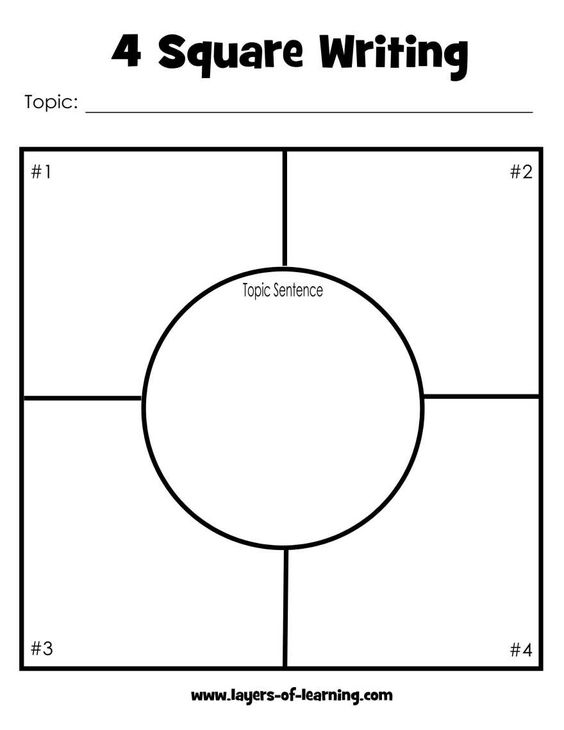 4 Square Writing
Topic:
#1
#2
Topic Sentence
#3
#4
www.layers-of-learning.com